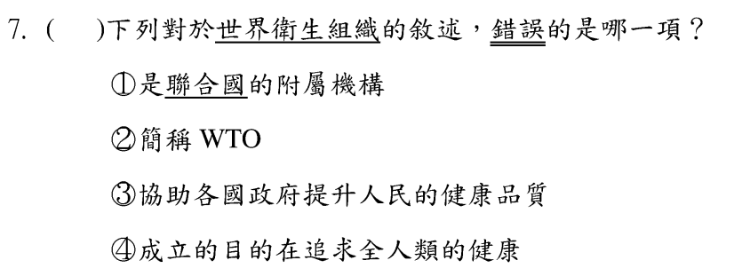 7. (　　)下列對於世界衛生組織的敘述，錯誤的是哪一項？
①是聯合國的附屬機構
②簡稱 WTO
③協助各國政府提升人民的健康品質
④成立的目的在追求全人類的健康